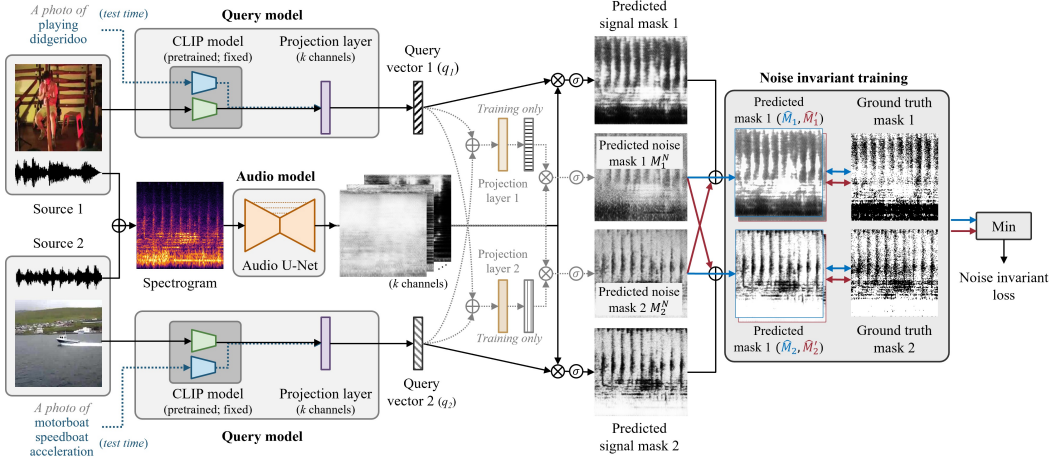 A photo of
playing
didgeridoo
(test time)
Query model
CLIP model
(pretrained; fixed)
Projection layer
(k channels)
Query
vector 1 (q1)
Source 1
Source 2
Spectrogram
Audio model
Audio U-Net
(k channels)
Training only
Projection
layer 1
Projection
layer 2
Training only
Predicted
signal mask 1
σ
Predicted noise
mask 1 M₁ᴺ
σ
σ
Predicted noise
mask 2 M₂ᴺ
σ
Predicted
signal mask 2
Noise invariant training
Predicted
mask 1 (M̂₁, M̂′₁)
Ground truth
mask 1
Predicted
mask 1 (M̂₂, M̂′₂)
Ground truth
mask 2
Min
Noise invariant
loss
CLIP model
(pretrained; fixed)
Projection layer
(k channels)
Query
vector 2 (q2)
Query model
A photo of
motorboat
speedboat
acceleration
(test time)